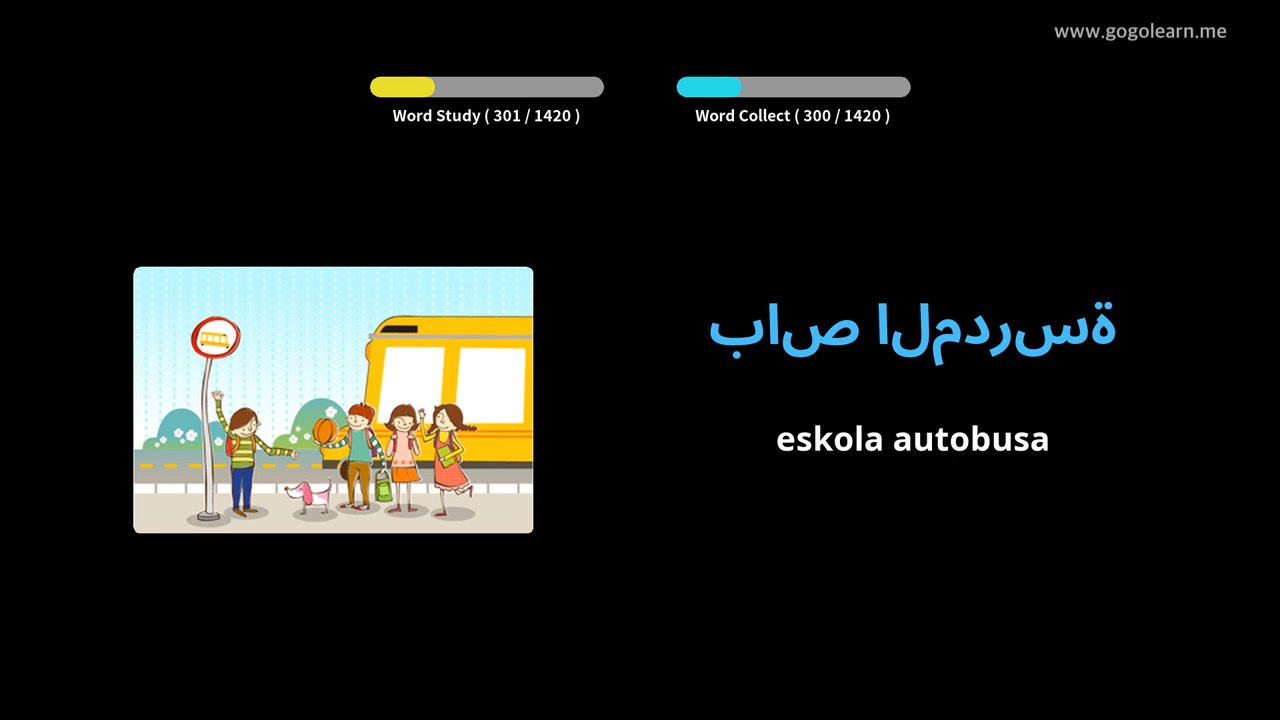 www.gogolearn.me
Word Study ( 301 / 1420 )
Word Collect ( 300 / 1420 )
باص المدرسة
eskola autobusa